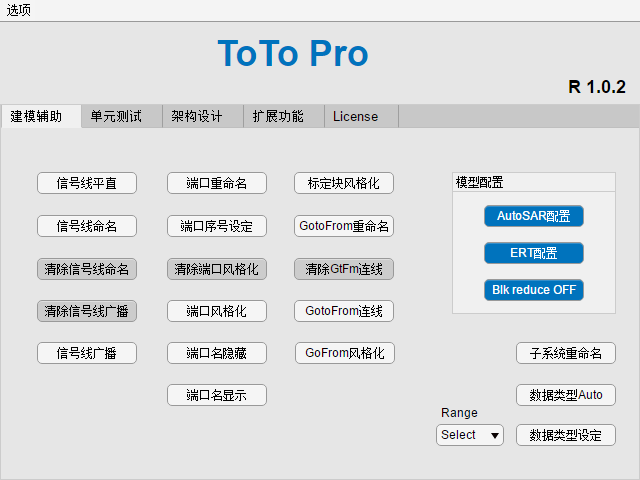 选项
ToTo Pro
R 1.0.2
建模辅助 单元测试 架构设计 扩展功能 License
信号线平直 端口重命名 标定块风格化
信号线命名 端口序号设定 GotoFrom重命名
清除信号线命名 清除端口风格化 清除GtFm连线
清除信号线广播 端口风格化 GotoFrom连线
信号线广播 端口名隐藏 GoFrom风格化
端口名显示
模型配置
AutoSAR配置
ERT配置
Blk reduce OFF
子系统重命名
数据类型Auto
Range
Select 数据类型设定